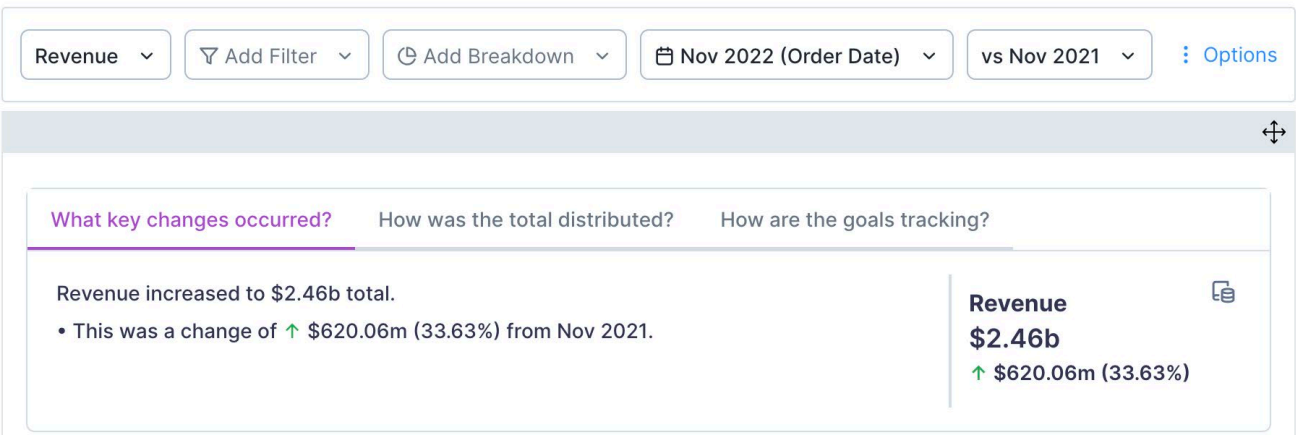 Revenue Add Filter Add Breakdown Nov 2022 (Order Date) vs Nov 2021 Options
What key changes occurred? How was the total distributed? How are the goals tracking?
Revenue increased to $2.46b total.
• This was a change of ↑ $620.06m (33.63%) from Nov 2021.
Revenue
$2.46b
↑ $620.06m (33.63%)